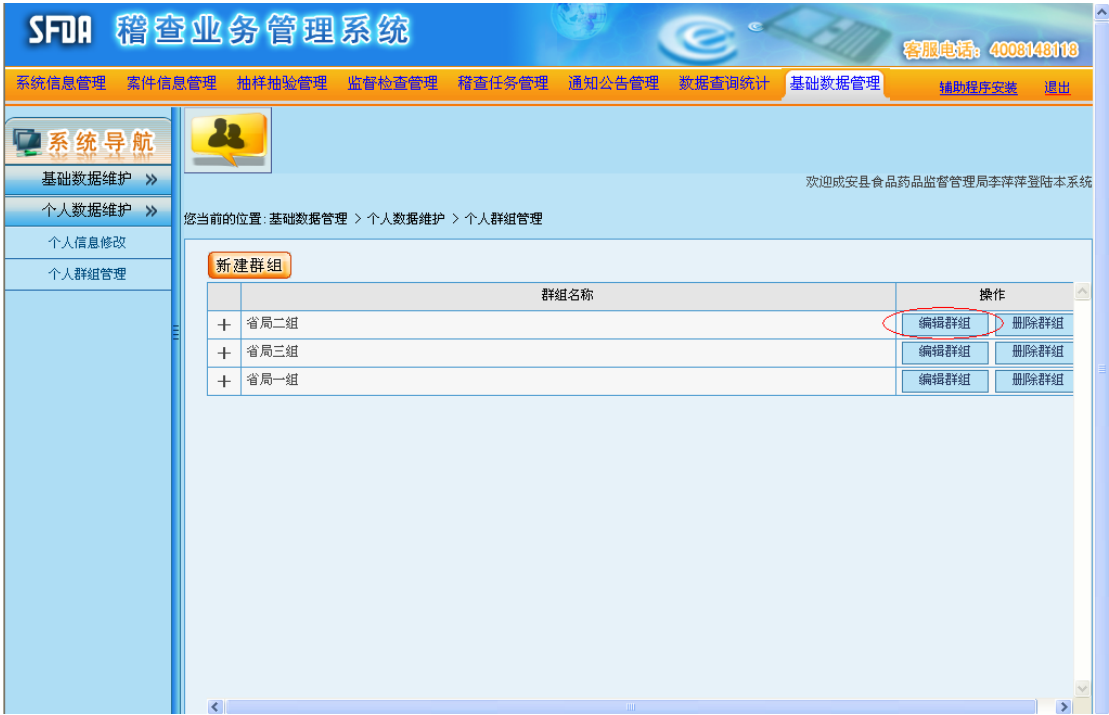 SFDA 稽查业务管理系统
客服电话：4008148118
系统信息管理 案件信息管理 抽样抽验管理 监督检查管理 稽查任务管理 通知公告管理 数据查询统计 基础数据管理 辅助程序安装 退出
系统导航
基础数据维护 »
个人数据维护 »
个人信息修改
个人群组管理
欢迎成安县食品药品监督管理局李萍萍登陆本系统
您当前的位置:基础数据管理 > 个人数据维护 > 个人群组管理
新建群组
群组名称 操作
+ 省局二组 编辑群组 删除群组
+ 省局三组 编辑群组 删除群组
+ 省局一组 编辑群组 删除群组